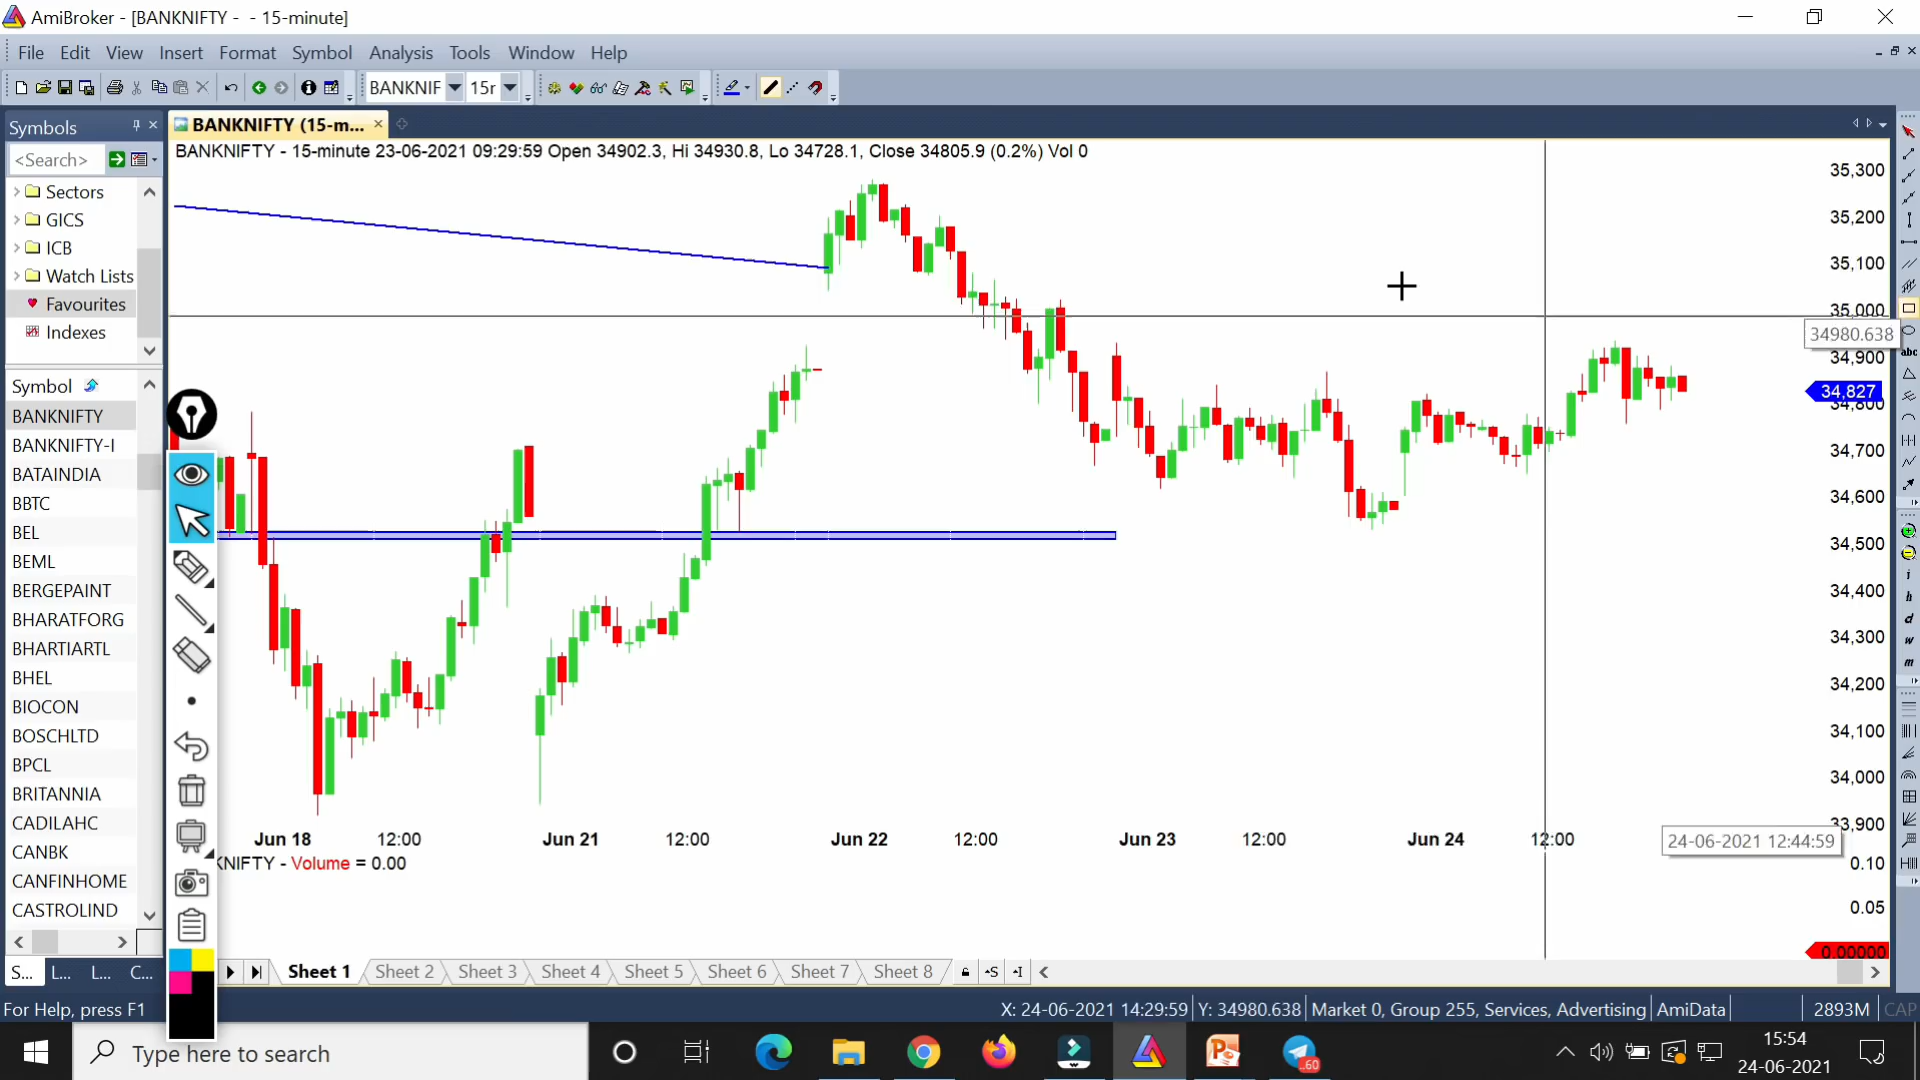 AmiBroker - [BANKNIFTY - - 15-minute]
File Edit View Insert Format Symbol Analysis Tools Window Help
BANKNIF 15r
Symbols
BANKNIFTY (15-m...
<Search>
BANKNIFTY - 15-minute 23-06-2021 09:29:59 Open 34902.3, Hi 34930.8, Lo 34728.1, Close 34805.9 (0.2%) Vol 0
Sectors
GICS
ICB
Watch Lists
Favourites
Indexes
Symbol
BANKNIFTY
BANKNIFTY-I
BATAINDIA
BBTC
BEL
BEML
BERGEPAINT
BHARATFORG
BHARTIARTL
BHEL
BIOCON
BOSCHLTD
BPCL
BRITANNIA
CADILAHC
CANBK
CANFINHOME
CASTROLIND
35,300
35,200
35,100
35,000
34980.638
34,900
34,827
34,800
34,700
34,600
34,500
34,400
34,300
34,200
34,100
34,000
33,900
abc
i
h
d
w
m
Jun 18 12:00 Jun 21 12:00 Jun 22 12:00 Jun 23 12:00 Jun 24 12:00
24-06-2021 12:44:59
KNIFTY - Volume = 0.00
0.10
0.05
0.00000
S... L... L... C...
Sheet 1 Sheet 2 Sheet 3 Sheet 4 Sheet 5 Sheet 6 Sheet 7 Sheet 8
For Help, press F1
X: 24-06-2021 14:29:59 Y: 34980.638 Market 0, Group 255, Services, Advertising AmiData 2893M CAP
Type here to search
60
15:54
24-06-2021